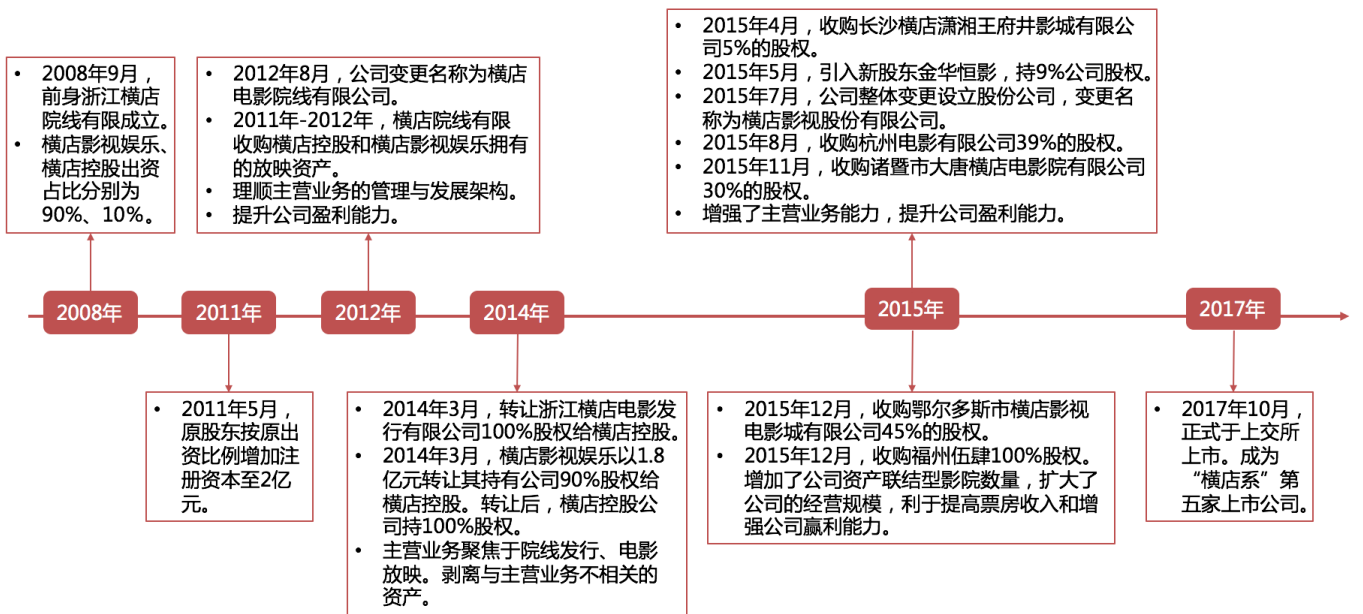 • 2008年9月，
前身浙江横店
院线有限成立。
• 横店影视娱乐、
横店控股出资
占比分别为
90%、10%。
• 2012年8月，公司变更名称为横店
电影院线有限公司。
• 2011年-2012年，横店院线有限
收购横店控股和横店影视娱乐拥有
的放映资产。
• 理顺主营业务的管理与发展架构。
• 提升公司盈利能力。
• 2015年4月，收购长沙横店潇湘王府井影城有限公
司5%的股权。
• 2015年5月，引入新股东金华恒影，持9%公司股权。
• 2015年7月，公司整体变更设立股份公司，变更名
称为横店影视股份有限公司。
• 2015年8月，收购杭州电影有限公司39%的股权。
• 2015年11月，收购诸暨市大唐横店电影院有限公司
30%的股权。
• 增强了主营业务能力，提升公司盈利能力。
2008年
2011年
2012年
2014年
2015年
2017年
• 2011年5月，
原股东按原出
资比例增加注
册资本至2亿
元。
• 2014年3月，转让浙江横店电影发
行有限公司100%股权给横店控股。
• 2014年3月，横店影视娱乐以1.8
亿元转让其持有公司90%股权给
横店控股。转让后，横店控股公
司持100%股权。
• 主营业务聚焦于院线发行、电影
放映。剥离与主营业务不相关的
资产。
• 2015年12月，收购鄂尔多斯市横店影视
电影城有限公司45%的股权。
• 2015年12月，收购福州伍肆100%股权。
增加了公司资产联结型影院数量，扩大了
公司的经营规模，利于提高票房收入和增
强公司赢利能力。
• 2017年10月，
正式于上交所
上市。成为
“横店系”第
五家上市公司。